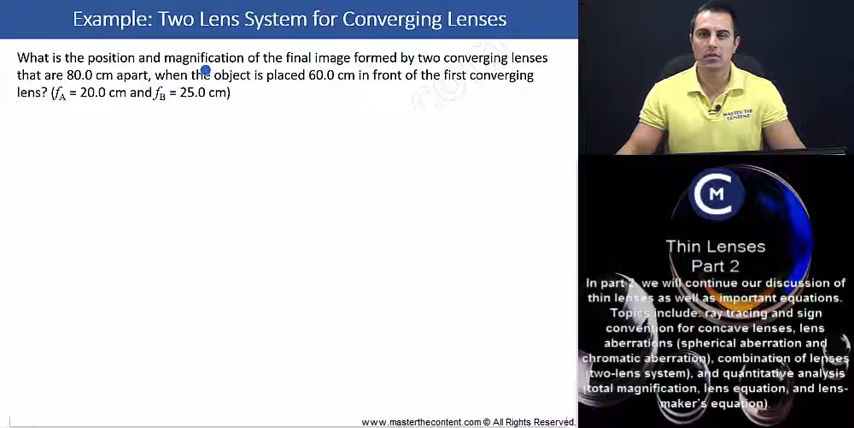 Example: Two Lens System for Converging Lenses
What is the position and magnification of the final image formed by two converging lenses
that are 80.0 cm apart, when the object is placed 60.0 cm in front of the first converging
lens? (fA = 20.0 cm and fB = 25.0 cm)
www.masterthecontent.com © All Rights Reserved.
MASTER THE
CONTENT
CM
Thin Lenses
Part 2
In part 2, we will continue our discussion of
thin lenses as well as important equations.
Topics include: ray tracing and sign
convention for concave lenses, lens
aberrations (spherical aberration and
chromatic aberration), combination of lenses
(two-lens system), and quantitative analysis
(total magnification, lens equation, and lens-
maker's equation).